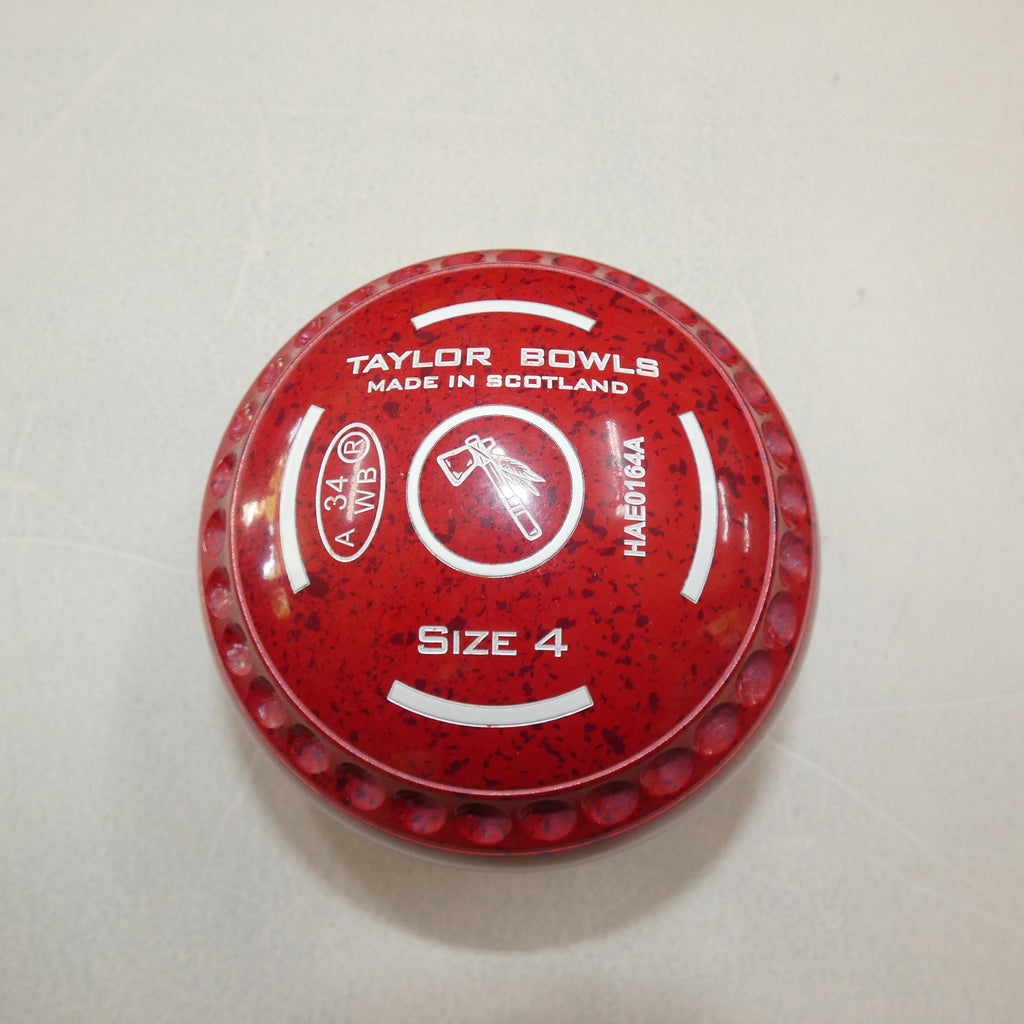 TAYLOR BOWLS
MADE IN SCOTLAND
A 34 WB R
HAE0164A
SIZE 4